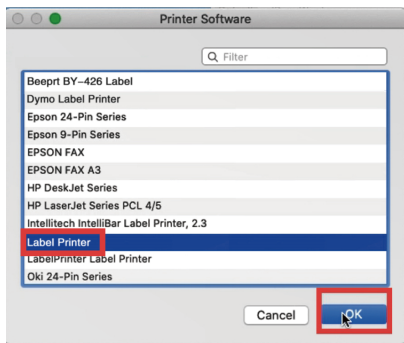 Printer Software
Filter
Beeprt BY–426 Label
Dymo Label Printer
Epson 24-Pin Series
Epson 9-Pin Series
EPSON FAX
EPSON FAX A3
HP DeskJet Series
HP LaserJet Series PCL 4/5
Intellitech IntelliBar Label Printer, 2.3
Label Printer
LabelPrinter Label Printer
Oki 24-Pin Series
Cancel OK